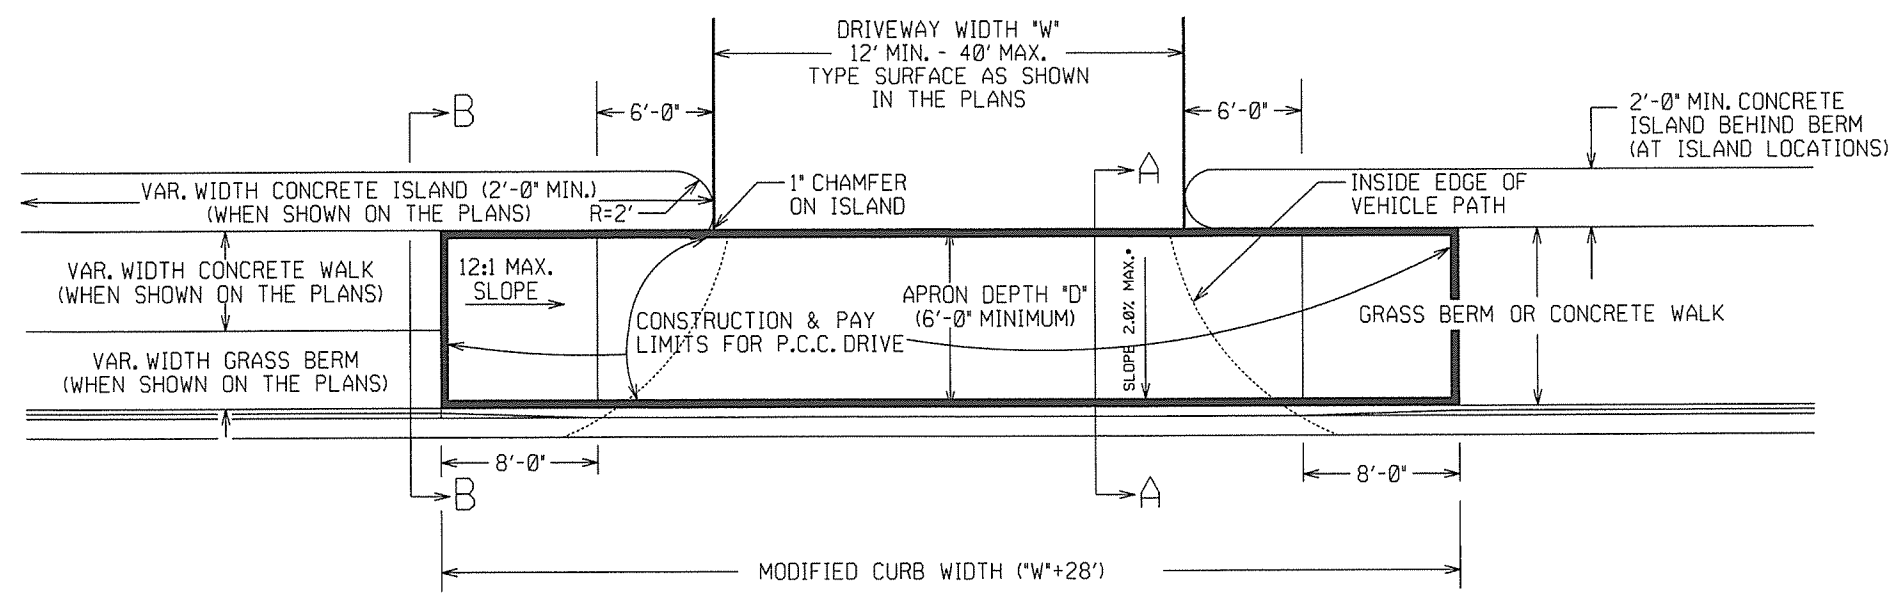 DRIVEWAY WIDTH "W"
12' MIN. - 40' MAX.
TYPE SURFACE AS SHOWN
IN THE PLANS
B
6'-0"
6'-0"
2'-0" MIN. CONCRETE
ISLAND BEHIND BERM
(AT ISLAND LOCATIONS)
A
VAR. WIDTH CONCRETE ISLAND (2'-0" MIN.)
(WHEN SHOWN ON THE PLANS)
R=2'
1" CHAMFER
ON ISLAND
INSIDE EDGE OF
VEHICLE PATH
VAR. WIDTH CONCRETE WALK
(WHEN SHOWN ON THE PLANS)
12:1 MAX.
SLOPE
CONSTRUCTION & PAY
LIMITS FOR P.C.C. DRIVE
APRON DEPTH "D"
(6'-0" MINIMUM)
SLOPE 2.0% MAX.*
GRASS BERM OR CONCRETE WALK
VAR. WIDTH GRASS BERM
(WHEN SHOWN ON THE PLANS)
8'-0"
8'-0"
B
A
MODIFIED CURB WIDTH ("W"+28')